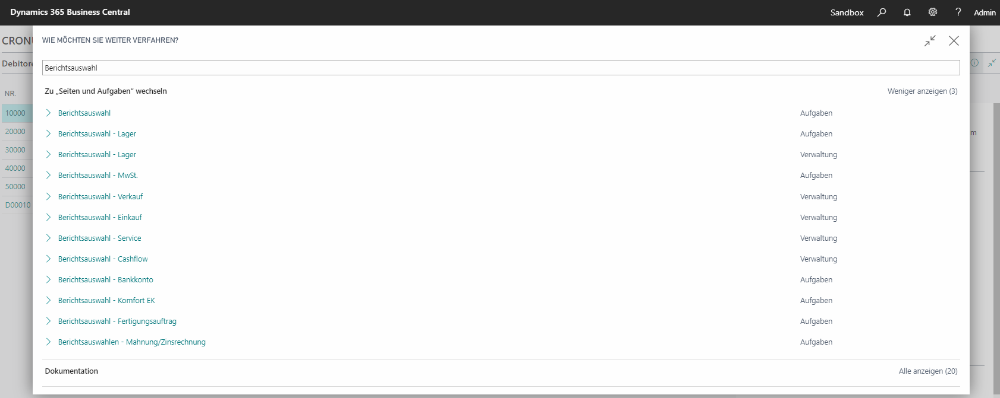 Dynamics 365 Business Central
Sandbox
?
Admin
CRONU
WIE MÖCHTEN SIE WEITER VERFAHREN?
Debitore
Berichtsauswahl
Zu „Seiten und Aufgaben“ wechseln
Weniger anzeigen (3)
NR.
10000
Berichtsauswahl
Aufgaben
20000
Berichtsauswahl - Lager
Aufgaben
m
30000
Berichtsauswahl - Lager
Verwaltung
40000
Berichtsauswahl - MwSt.
Aufgaben
50000
Berichtsauswahl - Verkauf
Verwaltung
D00010
Berichtsauswahl - Einkauf
Verwaltung
Berichtsauswahl - Service
Verwaltung
Berichtsauswahl - Cashflow
Verwaltung
Berichtsauswahl - Bankkonto
Aufgaben
Berichtsauswahl - Komfort EK
Aufgaben
Berichtsauswahl - Fertigungsauftrag
Aufgaben
Berichtsauswahlen - Mahnung/Zinsrechnung
Aufgaben
Dokumentation
Alle anzeigen (20)